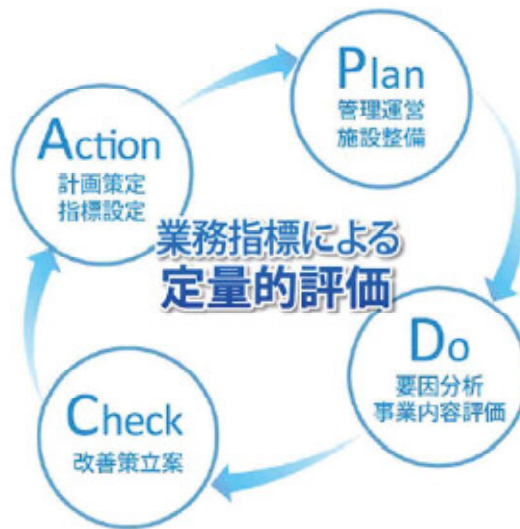 Plan
管理運営
施設整備
Action
計画策定
指標設定
業務指標による
定量的評価
Do
要因分析
事業内容評価
Check
改善策立案